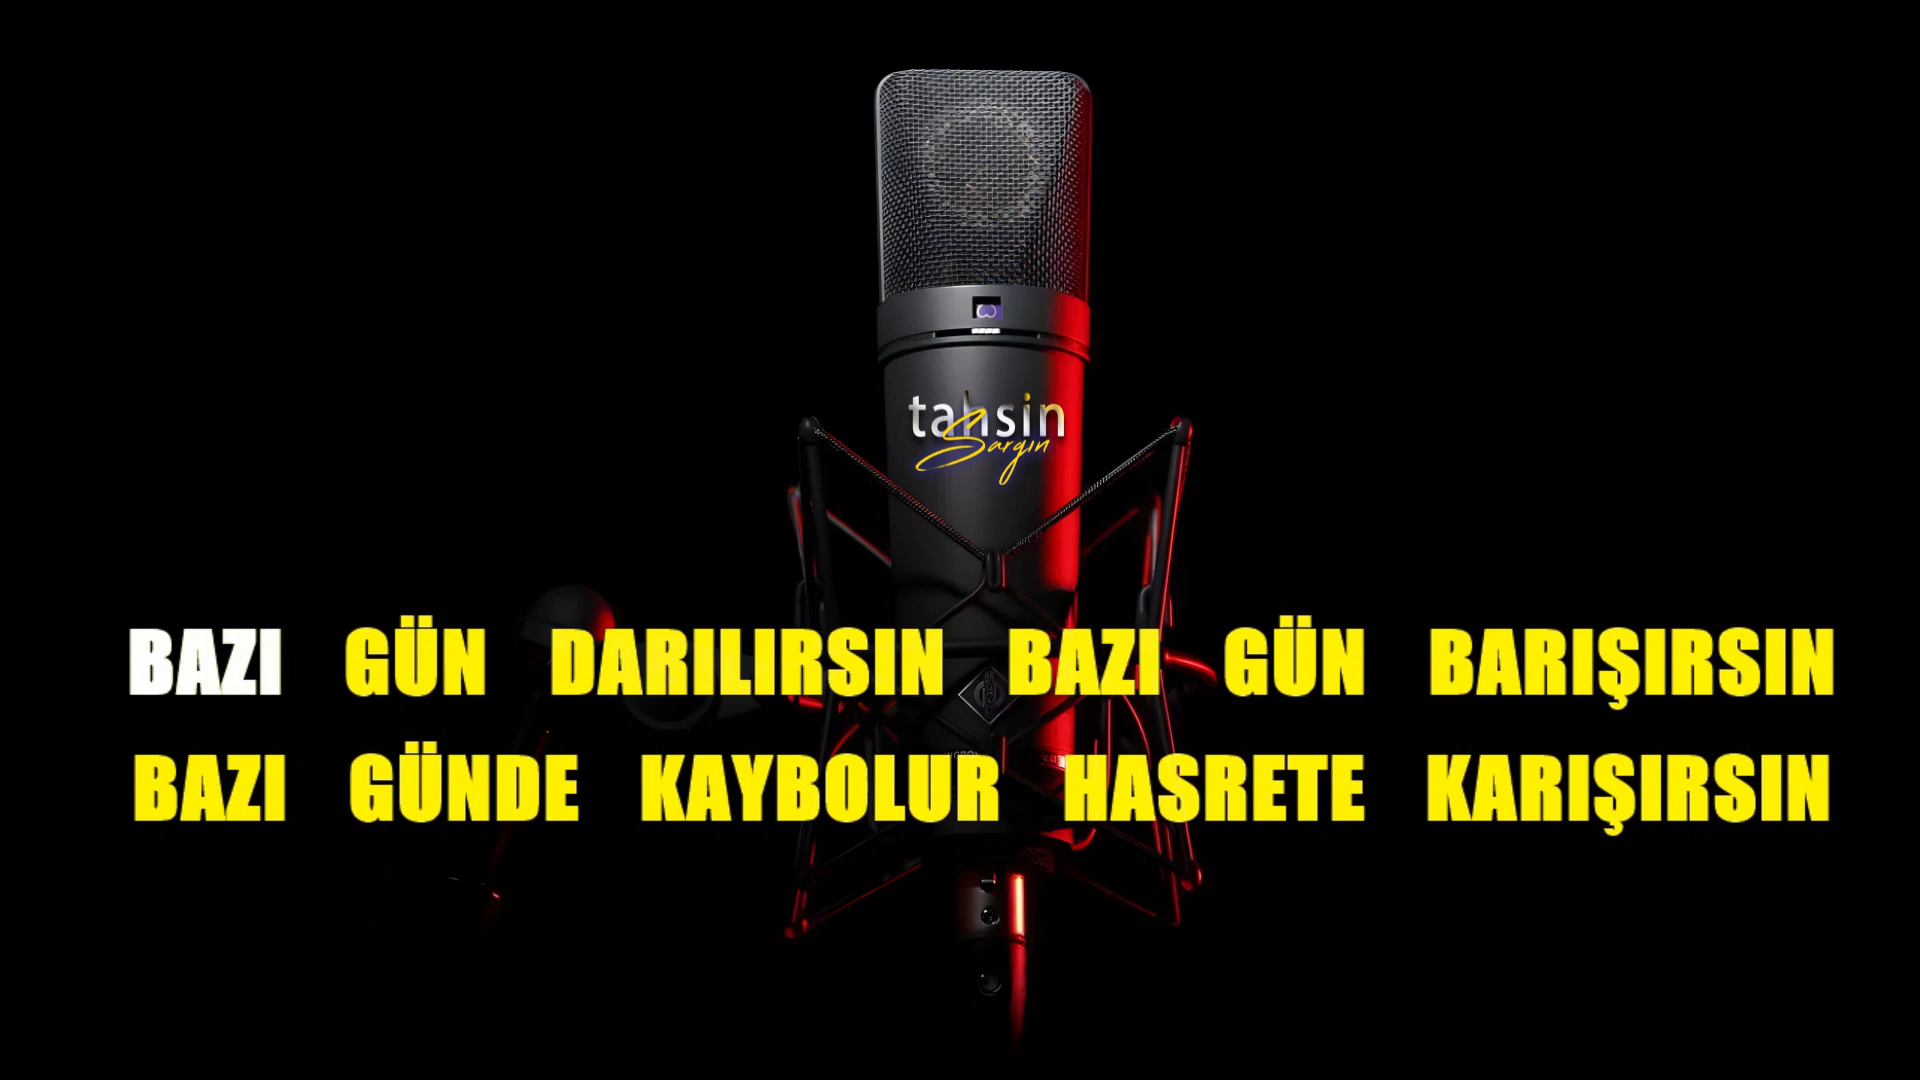 tahsin
Sargın
BAZI GÜN DARILIRSIN BAZI GÜN BARIŞIRSIN
BAZI GÜNDE KAYBOLUR HASRETE KARIŞIRSIN